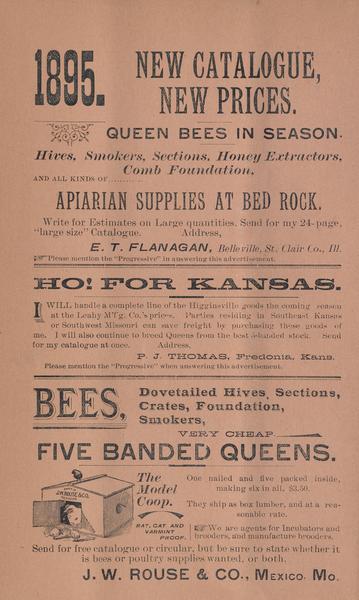 1895.
NEW CATALOGUE,
NEW PRICES.
QUEEN BEES IN SEASON.
Hives, Smokers, Sections, Honey Extractors,
Comb Foundation,
AND ALL KINDS OF
APIARIAN SUPPLIES AT BED ROCK.
Write for Estimates on Large quantities. Send for my 24-page,
"large size" Catalogue. Address,
E. T. FLANAGAN, Belleville, St. Clair Co., Ill.
Please mention the "Progressive" in answering this advertisement.
HO! FOR KANSAS.
I WILL handle a complete line of the Higginsville goods the coming season
at the Leahy M'f'g. Co.'s prices. Parties residing in Southeast Kansas
or Southwest Missouri can save freight by purchasing these goods of
me. I will also continue to breed Queens from the best 5-banded stock. Send
for my catalogue at once. Address,
P. J. THOMAS, Fredonia, Kans.
Please mention the "Progressive" when answering this advertisement.
BEES,
Dovetailed Hives, Sections,
Crates, Foundation,
Smokers,
VERY CHEAP.
FIVE BANDED QUEENS.
J.W. ROUSE & CO.
The
Model
Coop.
RAT, CAT AND
VARMINT
PROOF.
One nailed and five packed inside,
making six in all, $3.50.
They ship as box lumber, and at a rea-
sonable rate.
We are agents for Incubators and
brooders, and manufacture brooders.
Send for free catalogue or circular, but be sure to state whether it
is bees or poultry supplies wanted, or both.
J. W. ROUSE & CO., MEXICO, MO.